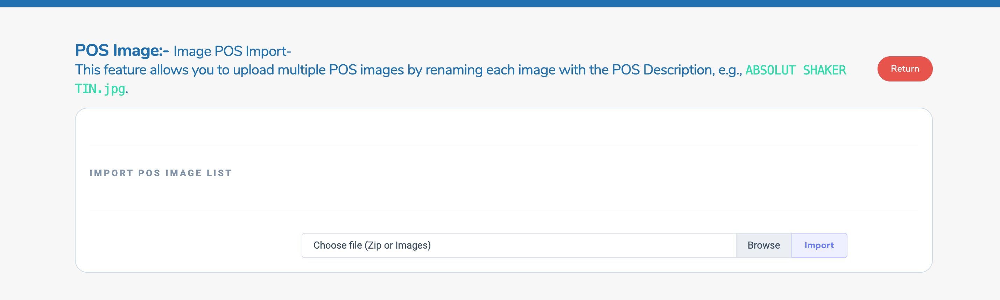 POS Image:- Image POS Import-
This feature allows you to upload multiple POS images by renaming each image with the POS Description, e.g., ABSOLUT SHAKER
TIN.jpg.
Return
IMPORT POS IMAGE LIST
Choose file (Zip or Images)
Browse
Import